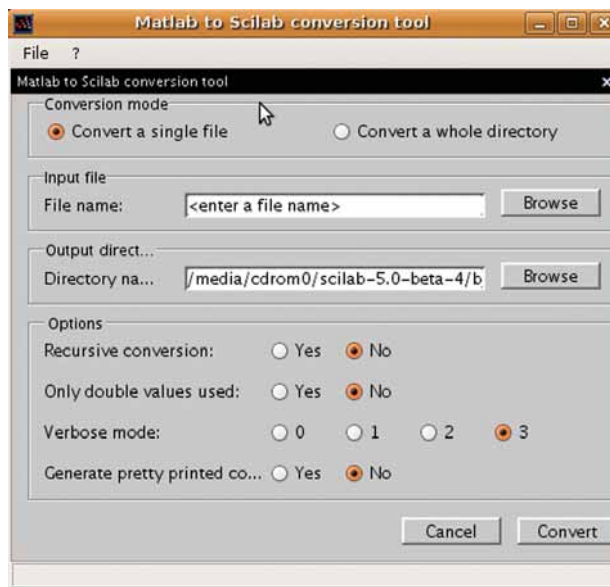 Matlab to Scilab conversion tool
File ?
Matlab to Scilab conversion tool
Conversion mode
Convert a single file Convert a whole directory
Input file
File name: <enter a file name> Browse
Output direct...
Directory na... /media/cdrom0/scilab-5.0-beta-4/b Browse
Options
Recursive conversion: Yes No
Only double values used: Yes No
Verbose mode: 0 1 2 3
Generate pretty printed co... Yes No
Cancel Convert